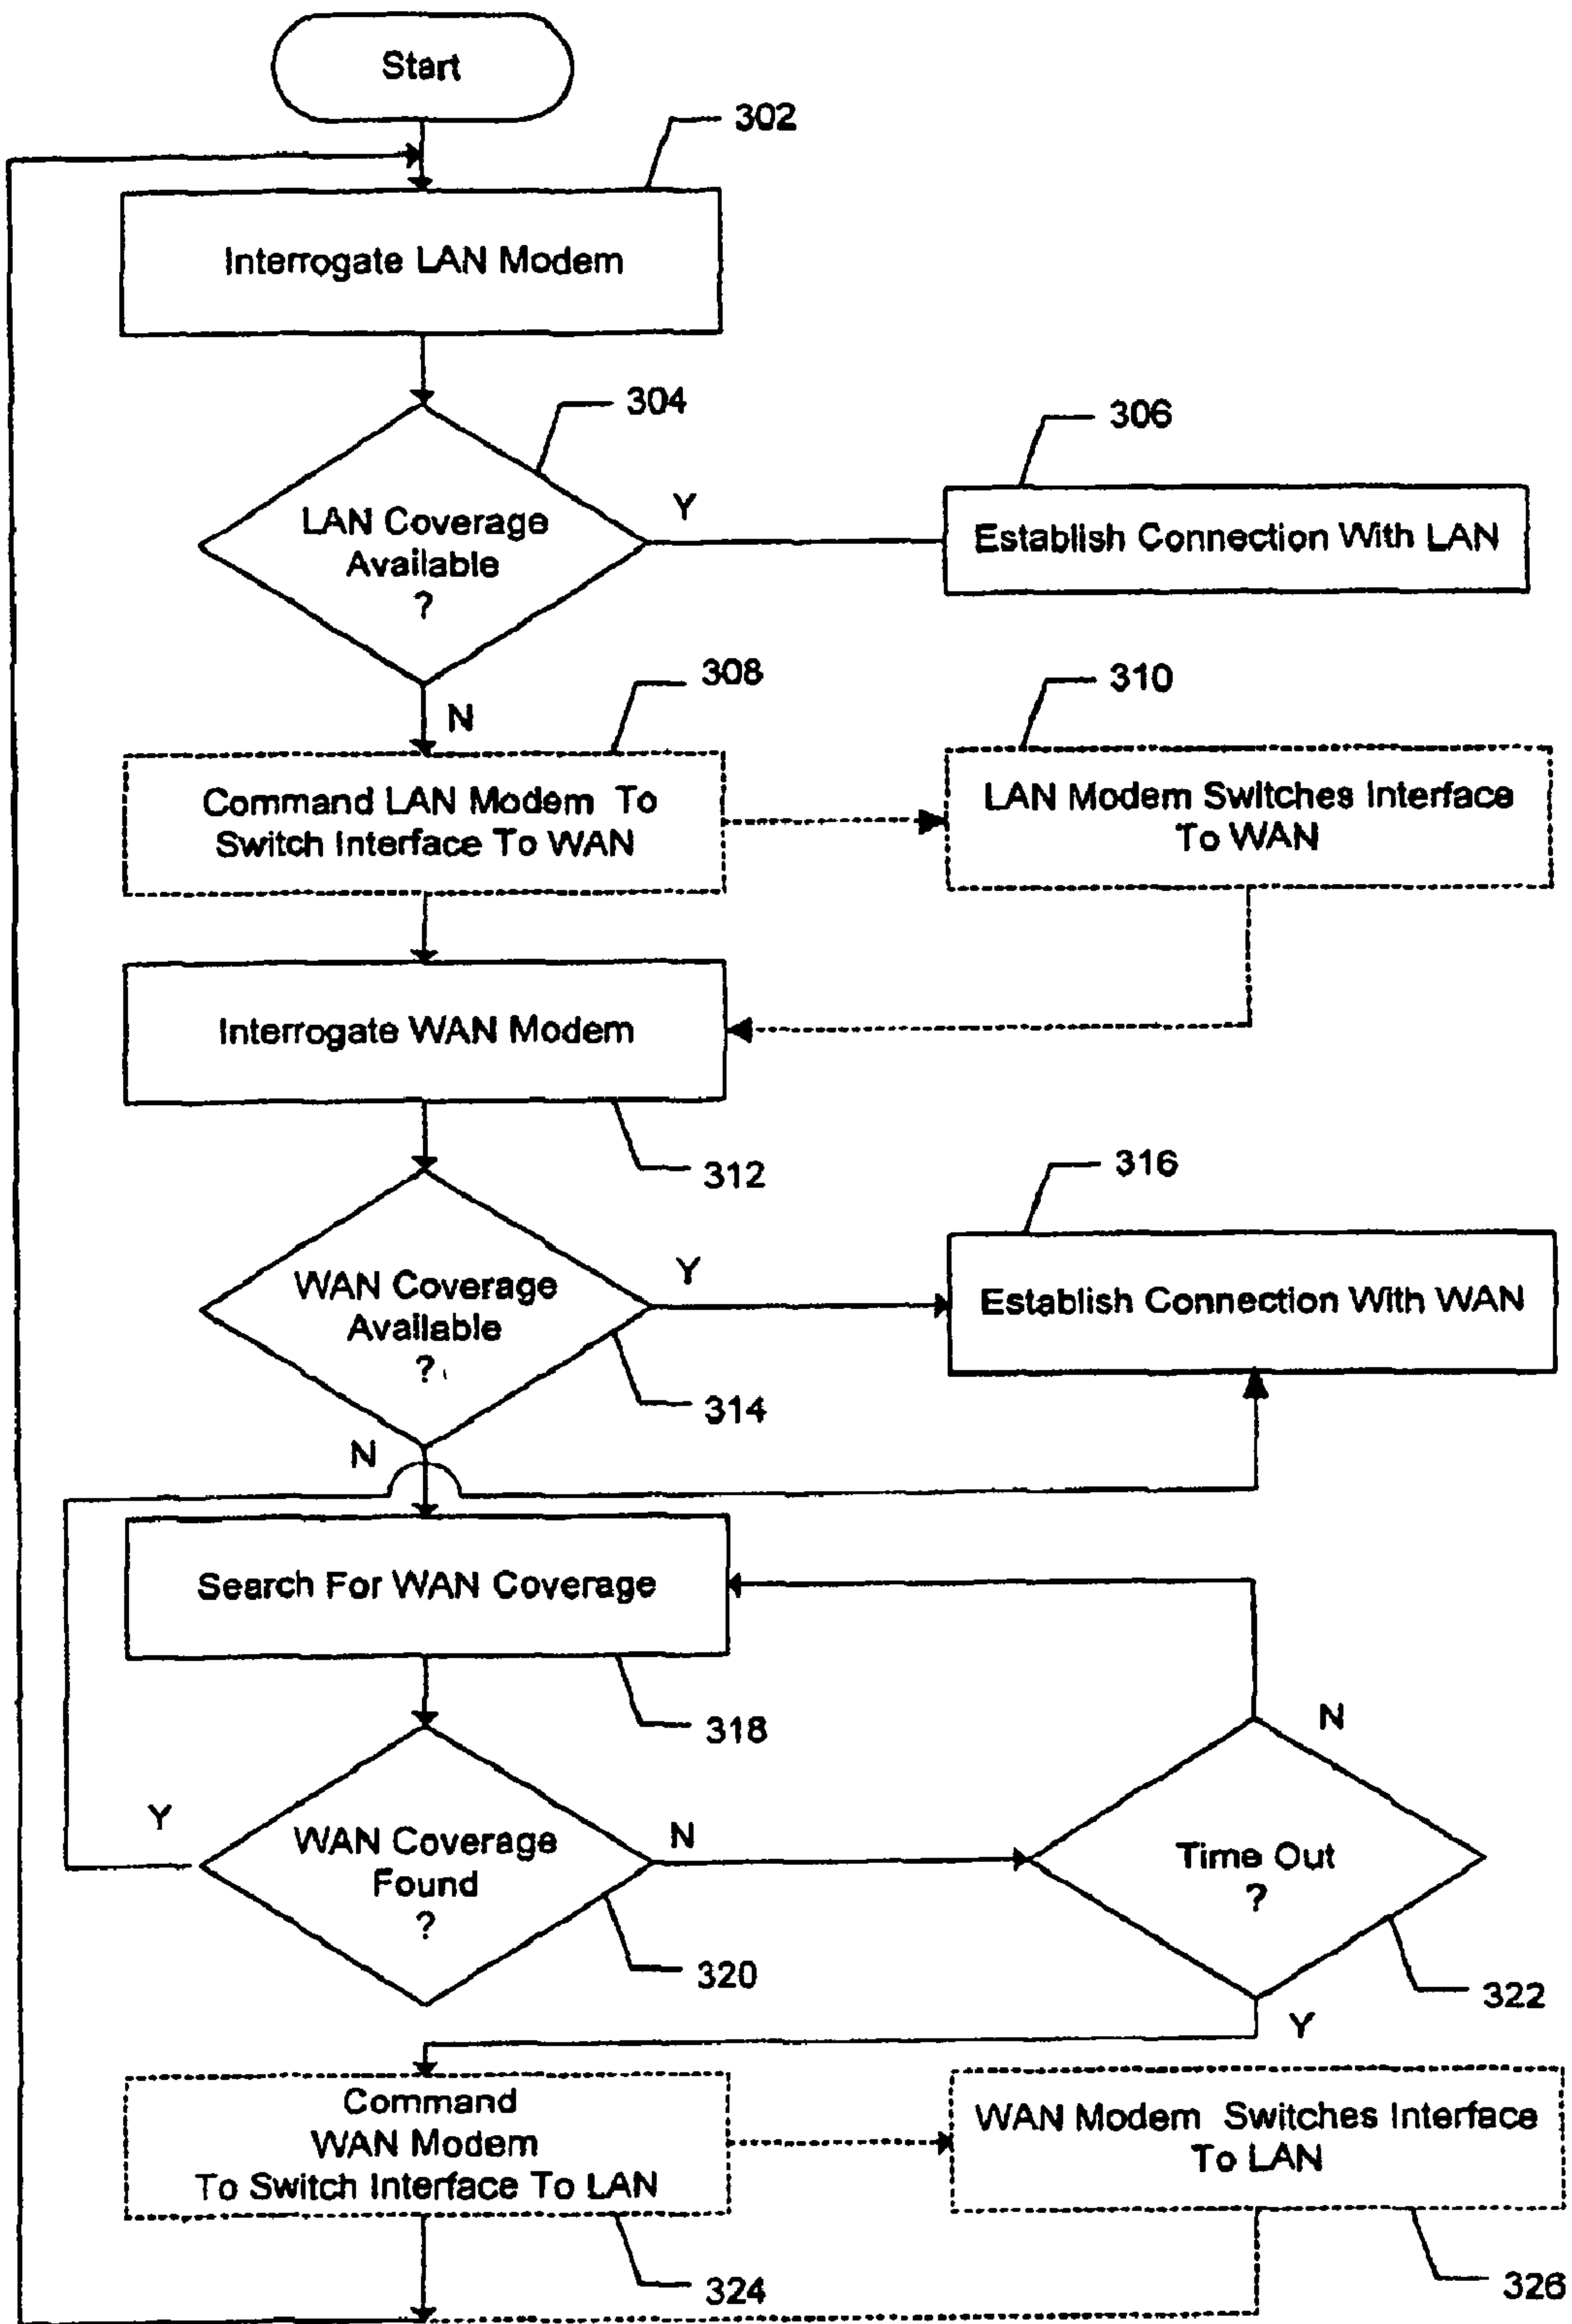 Start
302
Interrogate LAN Modem
304
LAN Coverage
Available
?
Y
306
Establish Connection With LAN
N
308
Command LAN Modem To
Switch Interface To WAN
310
LAN Modem Switches Interface
To WAN
Interrogate WAN Modem
312
WAN Coverage
Available
?
Y
314
316
Establish Connection With WAN
N
Search For WAN Coverage
318
N
Y
WAN Coverage
Found
?
N
320
Time Out
?
322
Y
Command
WAN Modem
To Switch Interface To LAN
324
WAN Modem Switches Interface
To LAN
326